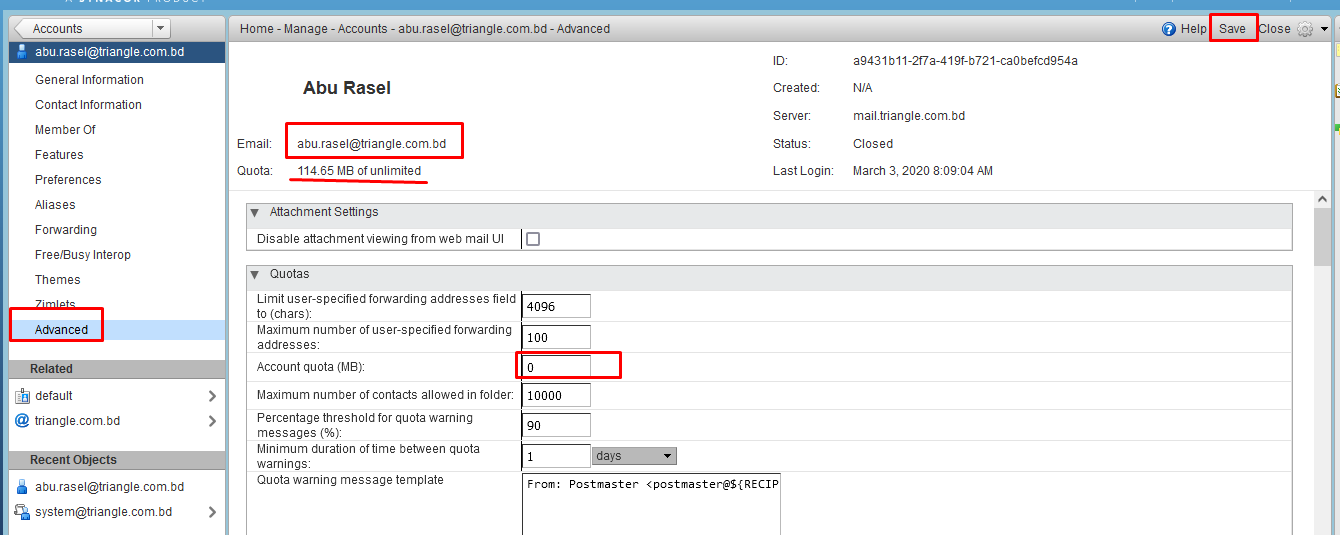 A SYNACOR PRODUCT
Accounts
abu.rasel@triangle.com.bd
General Information
Contact Information
Member Of
Features
Preferences
Aliases
Forwarding
Free/Busy Interop
Themes
Zimlets
Advanced
Related
default
triangle.com.bd
Recent Objects
abu.rasel@triangle.com.bd
system@triangle.com.bd
Home - Manage - Accounts - abu.rasel@triangle.com.bd - Advanced
Help Save Close
Abu Rasel
Email: abu.rasel@triangle.com.bd
Quota: 114.65 MB of unlimited
ID: a9431b11-2f7a-419f-b721-ca0befcd954a
Created: N/A
Server: mail.triangle.com.bd
Status: Closed
Last Login: March 3, 2020 8:09:04 AM
Attachment Settings
Disable attachment viewing from web mail UI
Quotas
Limit user-specified forwarding addresses field
to (chars): 4096
Maximum number of user-specified forwarding
addresses: 100
Account quota (MB): 0
Maximum number of contacts allowed in folder: 10000
Percentage threshold for quota warning
messages (%): 90
Minimum duration of time between quota
warnings: 1 days
Quota warning message template From: Postmaster <postmaster@${RECIP